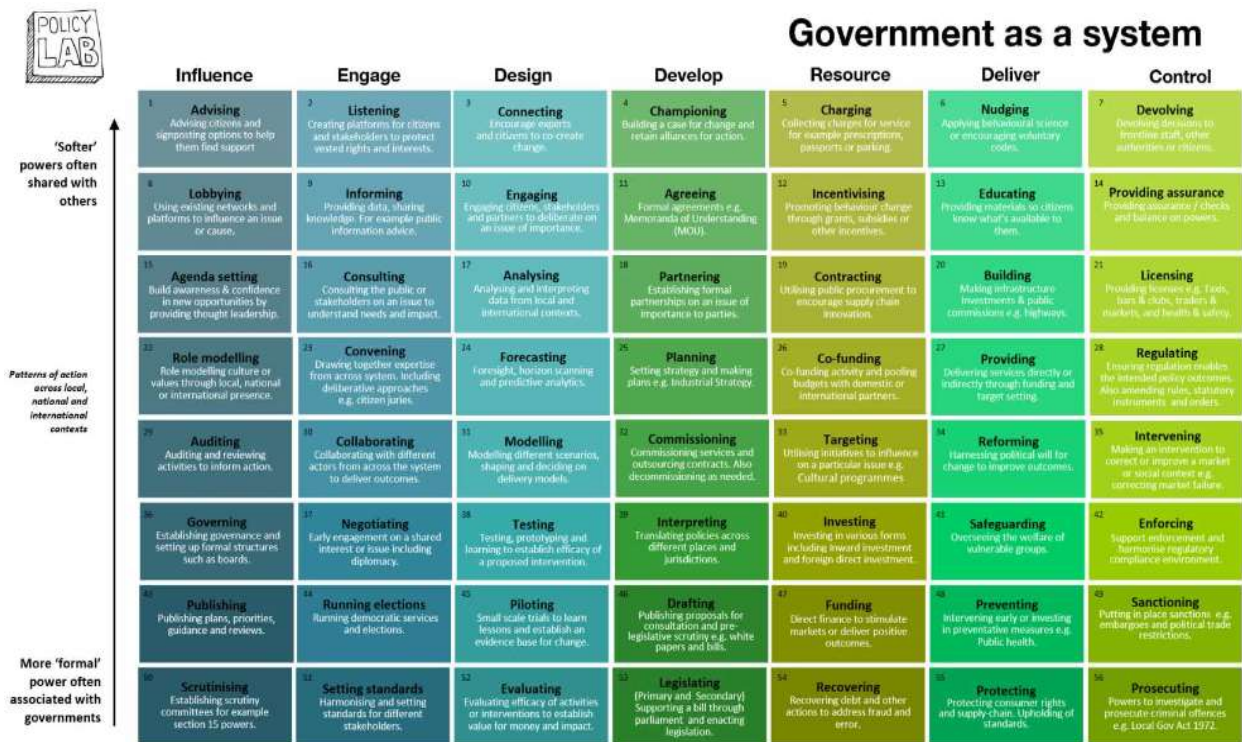 POLICY
LAB
Government as a system
Influence
Engage
Design
Develop
Resource
Deliver
Control
'Softer'
powers often
shared with
others
Patterns of action
across local,
national and
international
contexts
More 'formal'
power often
associated with
governments
1
Advising
Advising citizens and
signposting options to help
them find support
2
Listening
Creating platforms for citizens
and stakeholders to protect
vested rights and interests.
3
Connecting
Encourage experts
and citizen to co-create
change.
4
Championing
Building a case for change and
retain alliances for action.
5
Charging
Collecting charges for service
for example prescriptions,
passports or parking.
6
Nudging
Applying behavioural science
or encouraging voluntary
codes.
7
Devolving
Devolving decisions to
frontline staff, other
authorities or citizens.
8
Lobbying
Using existing networks and
platforms to influence an issue
or cause.
9
Informing
Providing data, sharing
knowledge. For example public
information advice.
10
Engaging
Engaging citizens, stakeholders
and partners to deliberate on
an issue of importance.
11
Agreeing
Formal agreements e.g.
Memoranda of Understanding
(MOU).
12
Incentivising
Promoting behaviour change
through grants, subsidies or
other incentives.
13
Educating
Providing materials so citizens
know what's available to
them.
14
Providing assurance
Providing assurance / checks
and balance on powers.
15
Agenda setting
Build awareness & confidence
in new opportunities by
providing thought leadership.
16
Consulting
Consulting the public or
stakeholders on an issue to
understand needs and impact.
17
Analysing
Analysing and interpreting
data from local and
international contexts.
18
Partnering
Establishing formal
partnerships on an issue of
importance to parties.
19
Contracting
Utilising public procurement to
encourage supply chain
innovation.
20
Building
Making infrastructure
investments & public
commissions e.g. highways.
21
Licensing
Providing licenses e.g. Taxis,
bars & clubs, traders &
markets, and health & safety.
22
Role modelling
Role modelling culture or
values through local, national
or international presence.
23
Convening
Drawing together expertise
from across system. Including
deliberative approaches
e.g. citizen juries.
24
Forecasting
Foresight, horizon scanning
and predictive analytics.
25
Planning
Setting strategy and making
plans e.g. Industrial Strategy.
26
Co-funding
Co-funding activity and pooling
budgets with domestic or
international partners.
27
Providing
Delivering services directly or
indirectly through funding and
target setting.
28
Regulating
Ensuring regulation enables
the intended policy outcomes.
Also amending rules, statutory
instruments and orders.
29
Auditing
Auditing and reviewing
activities to inform action.
30
Collaborating
Collaborating with different
actors from across the system
to deliver outcomes.
31
Modelling
Modelling different scenarios,
shaping and deciding on
delivery models.
32
Commissioning
Commissioning services and
outsourcing contracts. Also
decommissioning as needed.
33
Targeting
Utilising initiatives to influence
on a particular issue e.g.
Cultural programmes
34
Reforming
Harnessing political will for
change to improve outcomes.
35
Intervening
Making an intervention to
correct or improve a market
or social context e.g.
correcting market failure.
36
Governing
Establishing governance and
setting up formal structures
such as boards.
37
Negotiating
Early engagement on a shared
interest or issue including
diplomacy.
38
Testing
Testing, prototyping and
learning to establish efficacy of
a proposed intervention.
39
Interpreting
Translating policies across
different places and
jurisdictions.
40
Investing
Investing in various forms
including inward investment
and foreign direct investment.
41
Safeguarding
Overseeing the welfare of
vulnerable groups.
42
Enforcing
Support enforcement and
harmonise regulatory
compliance environment.
43
Publishing
Publishing plans, priorities,
guidance and reviews.
44
Running elections
Running democratic services
and elections.
45
Piloting
Small scale trials to learn
lessons and establish an
evidence base for change.
46
Drafting
Publishing proposals for
consultation and pre-
legislative scrutiny e.g. white
papers and bills.
47
Funding
Direct finance to stimulate
markets or deliver positive
outcomes.
48
Preventing
Intervening early or investing
in preventative measures e.g.
Public health.
49
Sanctioning
Putting in place sanctions e.g.
embargoes and political trade
restrictions.
50
Scrutinising
Establishing scrutiny
committees for example
section 15 powers.
51
Setting standards
Harmonising and setting
standards for different
stakeholders.
52
Evaluating
Evaluating efficacy of activities
or interventions to establish
value for money and impact.
53
Legislating
(Primary and Secondary)
Supporting a bill through
parliament and enacting
legislation.
54
Recovering
Recovering debt and other
actions to address fraud and
error.
55
Protecting
Protecting consumer rights
and supply-chain. Upholding of
standards.
56
Prosecuting
Powers to investigate and
prosecute criminal offences
e.g. Local Gov Act 1972.